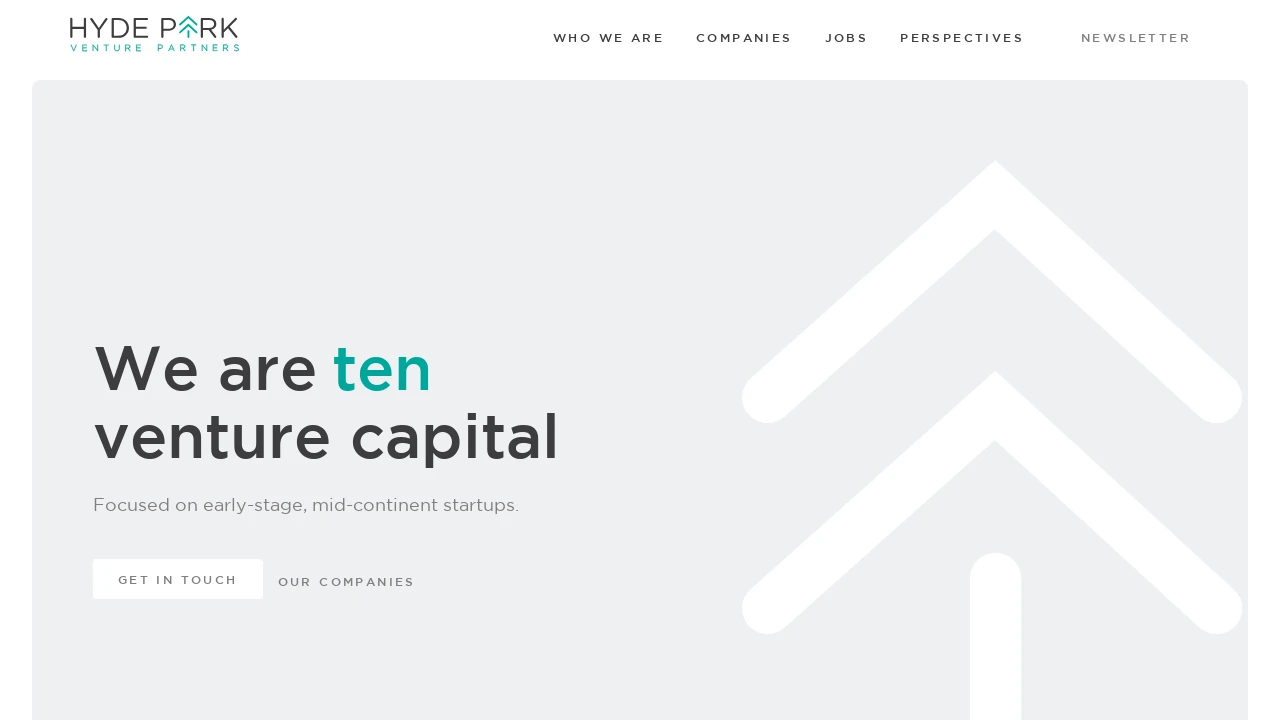 HYDE PARK
VENTURE PARTNERS
WHO WE ARE
COMPANIES
JOBS
PERSPECTIVES
NEWSLETTER
We are ten
venture capital
Focused on early-stage, mid-continent startups.
GET IN TOUCH
OUR COMPANIES